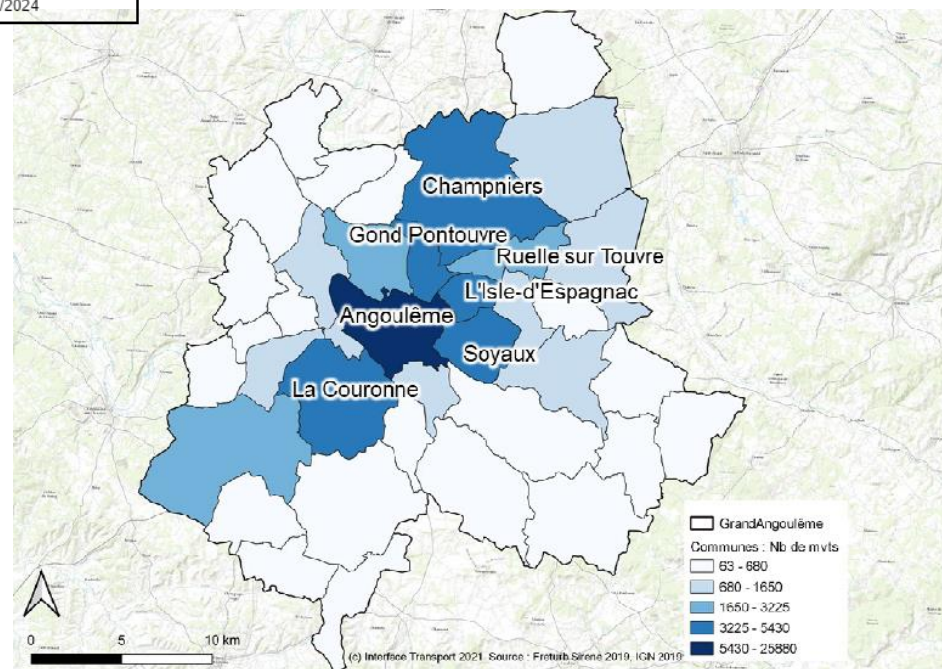 /2024
Champniers
Gond Pontouvre
Ruelle sur Touvre
L'Isle-d'Espagnac
Angoulême
Soyaux
La Couronne
GrandAngoulême
Communes : Nb de mvts
63 - 680
680 - 1650
1650 - 3225
3225 - 5430
5430 - 25880
0 5 10 km
(c) Interface Transport 2021 Source : Freturb Sirene 2019, IGN 2019